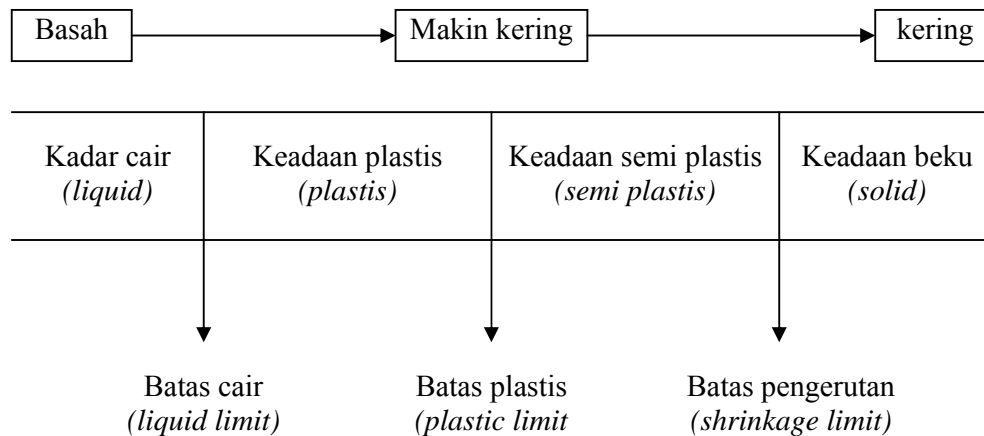 Basah Makin kering kering
Kadar cair Keadaan plastis Keadaan semi plastis Keadaan beku
(liquid) (plastis) (semi plastis) (solid)
Batas cair Batas plastis Batas pengerutan
(liquid limit) (plastic limit (shrinkage limit)